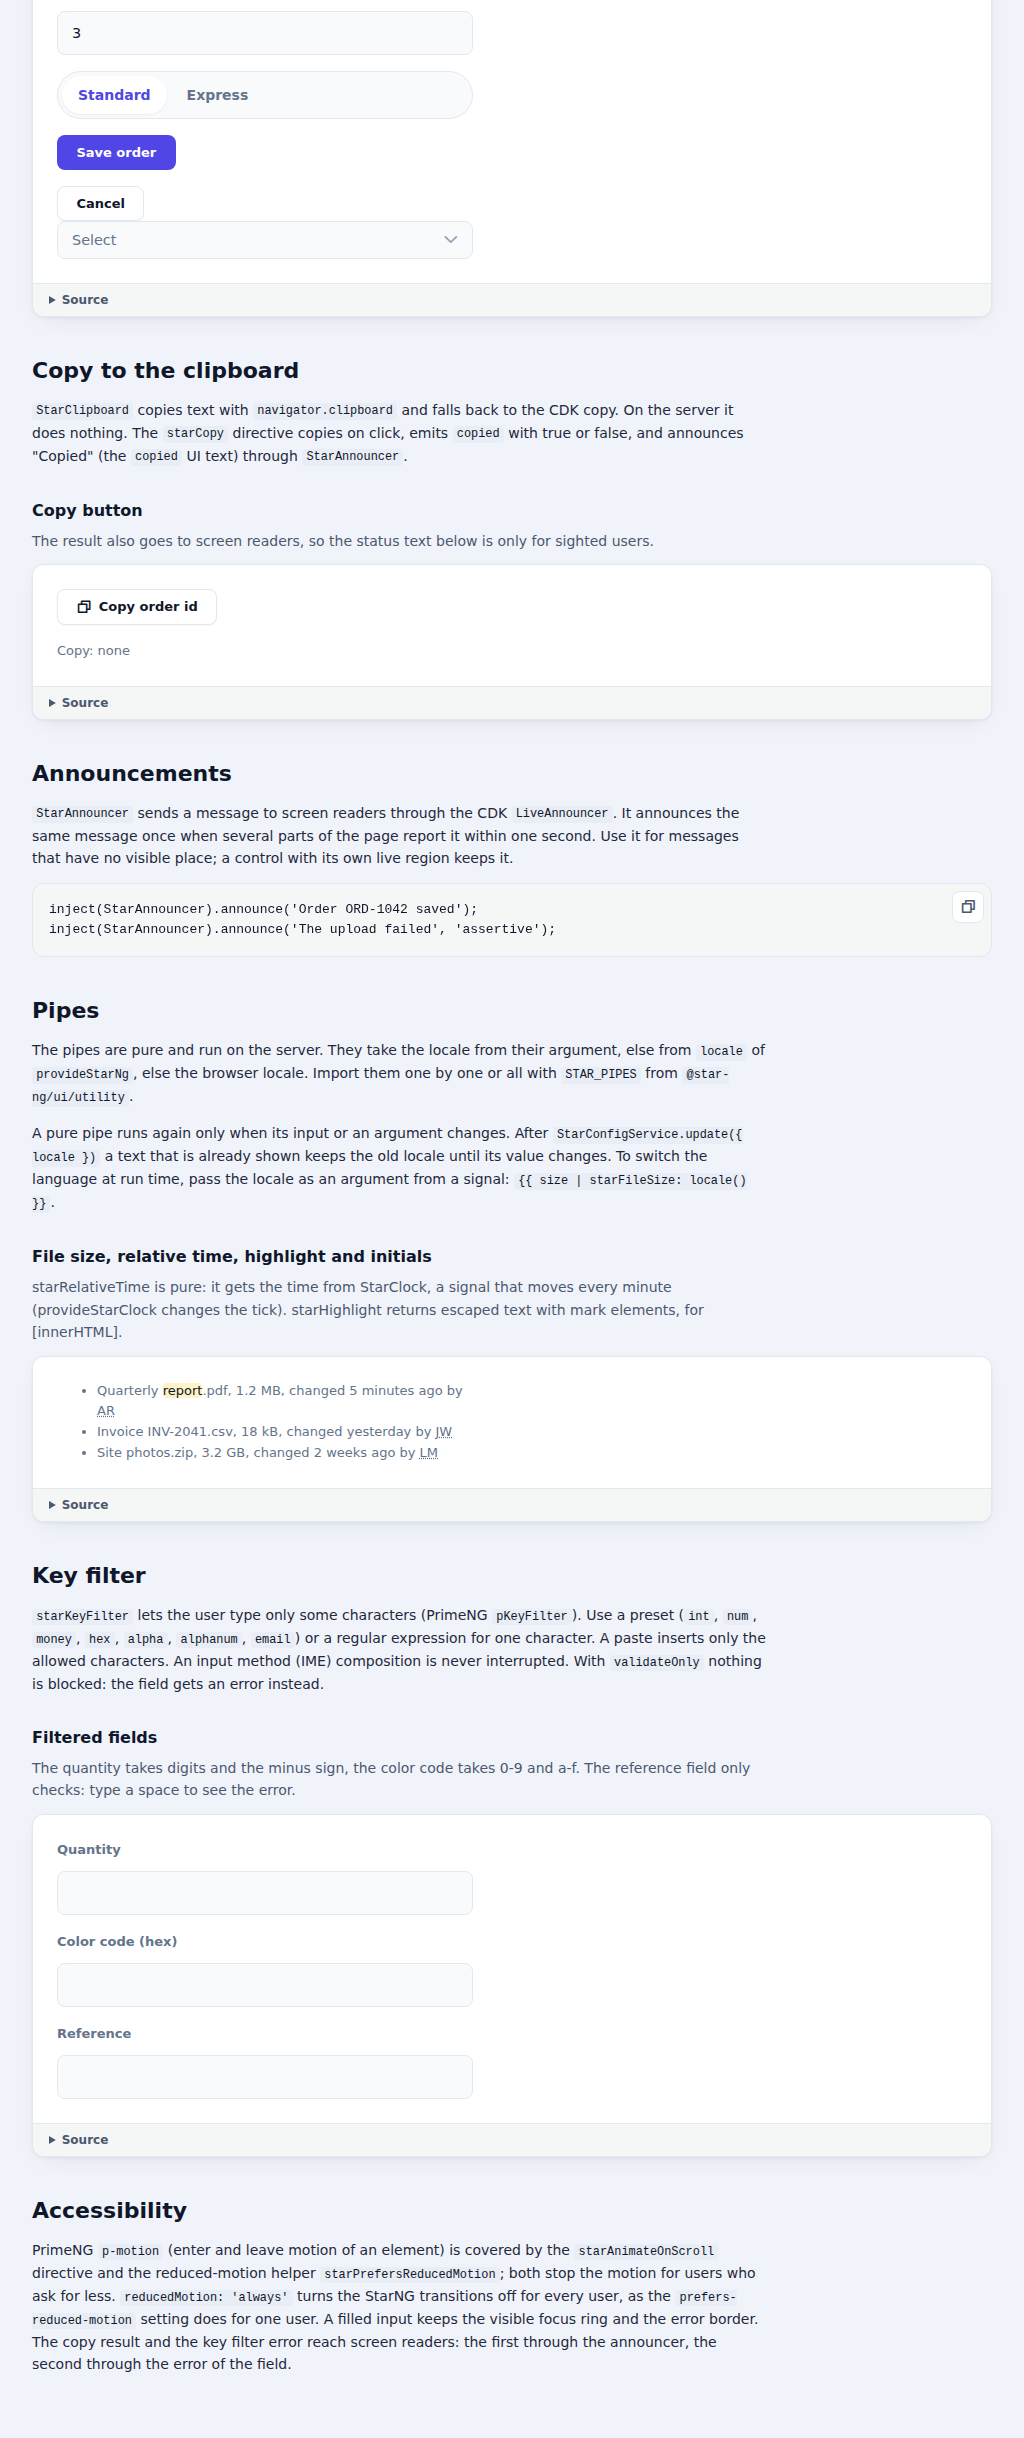 3
Standard Express
Save order
Cancel
Select
Source
Copy to the clipboard
StarClipboard copies text with navigator.clipboard and falls back to the CDK copy. On the server it
does nothing. The starCopy directive copies on click, emits copied with true or false, and announces
"Copied" (the copied UI text) through StarAnnouncer.
Copy button
The result also goes to screen readers, so the status text below is only for sighted users.
Copy order id
Copy: none
Source
Announcements
StarAnnouncer sends a message to screen readers through the CDK LiveAnnouncer. It announces the
same message once when several parts of the page report it within one second. Use it for messages
that have no visible place; a control with its own live region keeps it.
inject(StarAnnouncer).announce('Order ORD-1042 saved');
inject(StarAnnouncer).announce('The upload failed', 'assertive');
Pipes
The pipes are pure and run on the server. They take the locale from their argument, else from locale of
provideStarNg, else the browser locale. Import them one by one or all with STAR_PIPES from @star-
ng/ui/utility.
A pure pipe runs again only when its input or an argument changes. After StarConfigService.update({
locale }) a text that is already shown keeps the old locale until its value changes. To switch the
language at run time, pass the locale as an argument from a signal: {{ size | starFileSize: locale()
}}.
File size, relative time, highlight and initials
starRelativeTime is pure: it gets the time from StarClock, a signal that moves every minute
(provideStarClock changes the tick). starHighlight returns escaped text with mark elements, for
[innerHTML].
Quarterly report.pdf, 1.2 MB, changed 5 minutes ago by
AR
Invoice INV-2041.csv, 18 kB, changed yesterday by JW
Site photos.zip, 3.2 GB, changed 2 weeks ago by LM
Source
Key filter
starKeyFilter lets the user type only some characters (PrimeNG pKeyFilter). Use a preset (int, num,
money, hex, alpha, alphanum, email) or a regular expression for one character. A paste inserts only the
allowed characters. An input method (IME) composition is never interrupted. With validateOnly nothing
is blocked: the field gets an error instead.
Filtered fields
The quantity takes digits and the minus sign, the color code takes 0-9 and a-f. The reference field only
checks: type a space to see the error.
Quantity
Color code (hex)
Reference
Source
Accessibility
PrimeNG p-motion (enter and leave motion of an element) is covered by the starAnimateOnScroll
directive and the reduced-motion helper starPrefersReducedMotion; both stop the motion for users who
ask for less. reducedMotion: 'always' turns the StarNG transitions off for every user, as the prefers-
reduced-motion setting does for one user. A filled input keeps the visible focus ring and the error border.
The copy result and the key filter error reach screen readers: the first through the announcer, the
second through the error of the field.